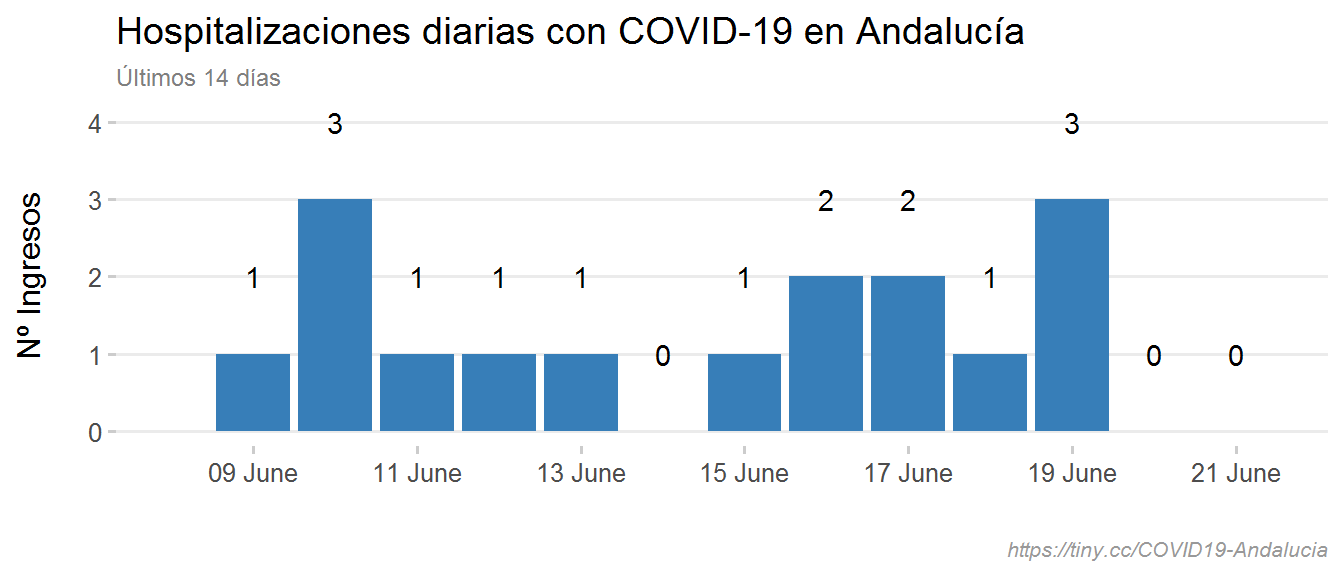 Hospitalizaciones diarias con COVID-19 en Andalucía
Últimos 14 días
Nº Ingresos
4
3
2
1
0
1
3
1
1
1
0
1
2
2
1
3
0
0
09 June
11 June
13 June
15 June
17 June
19 June
21 June
https://tiny.cc/COVID19-Andalucia